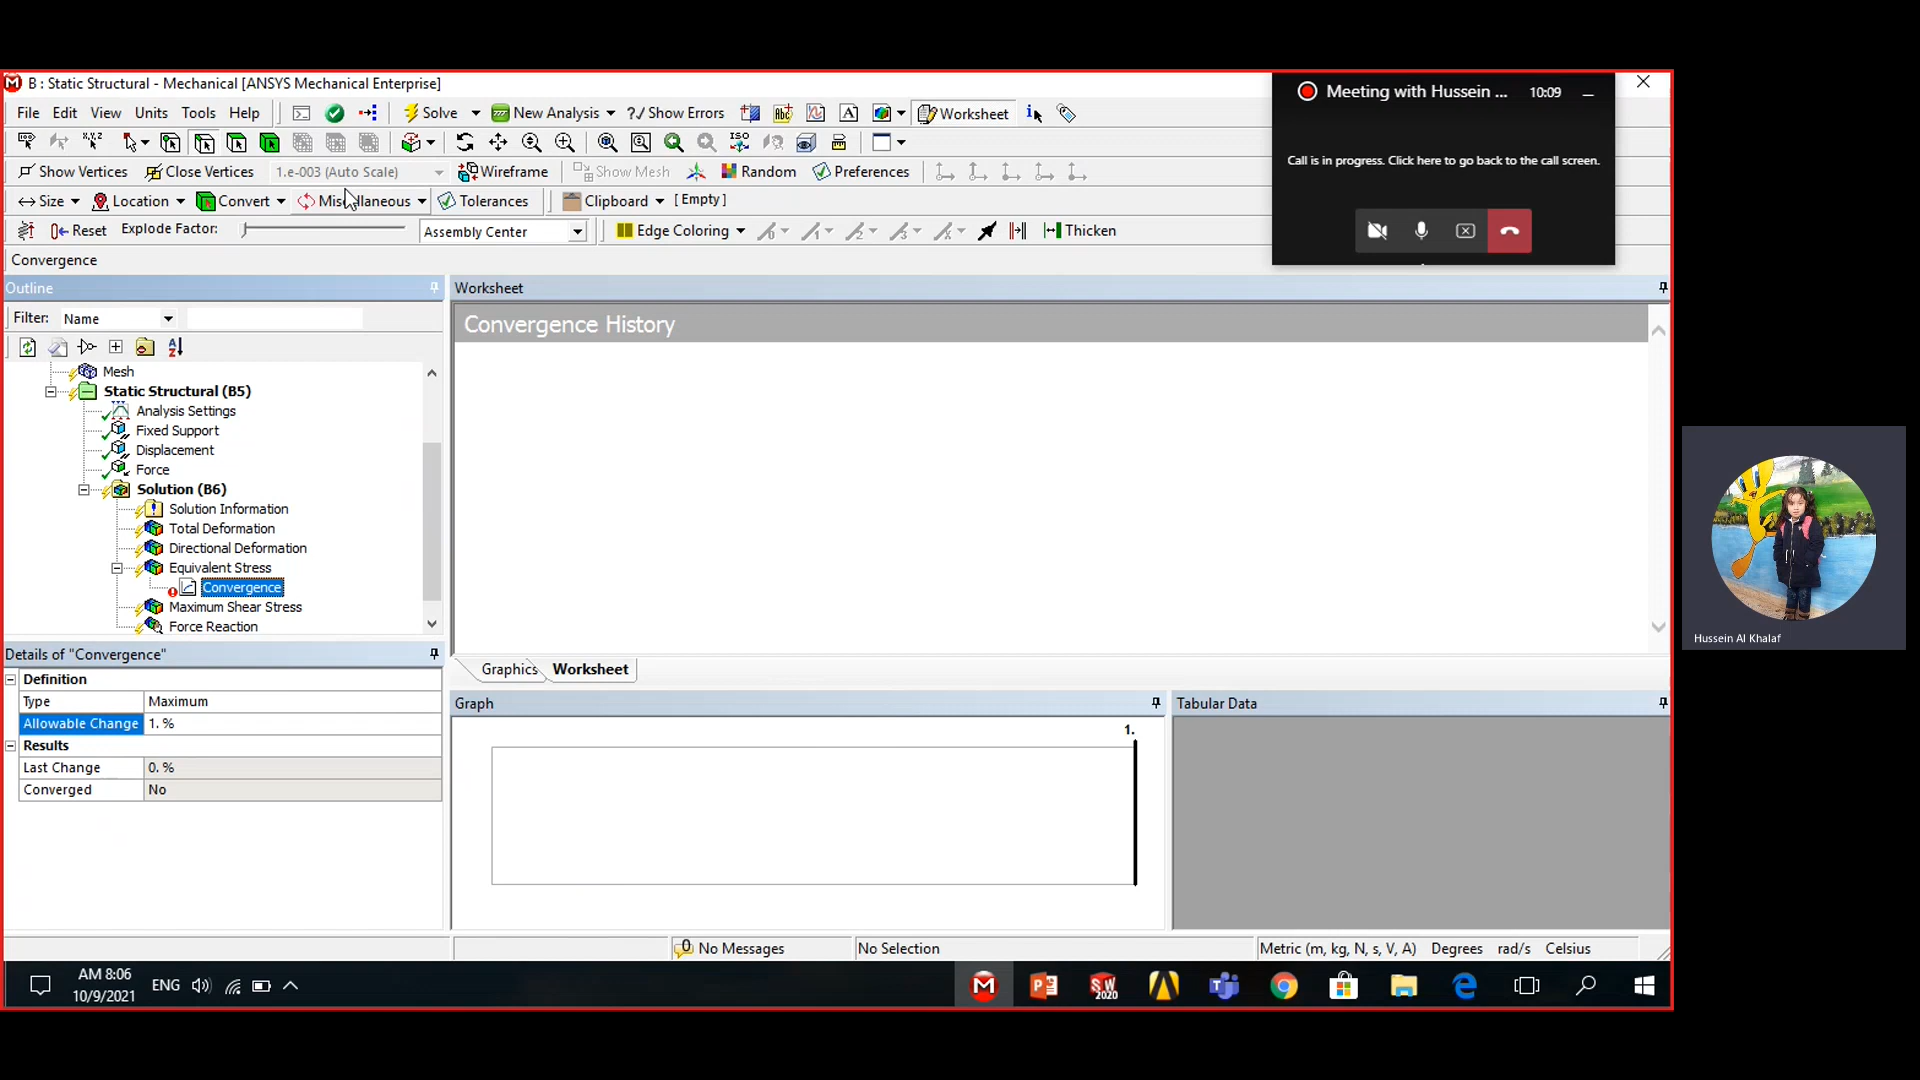 B : Static Structural - Mechanical [ANSYS Mechanical Enterprise]
File Edit View Units Tools Help Solve New Analysis ?/ Show Errors Worksheet
Show Vertices Close Vertices 1.e-003 (Auto Scale) Wireframe Show Mesh Random Preferences
Size Location Convert Miscellaneous Tolerances Clipboard [ Empty ]
Reset Explode Factor: Assembly Center Edge Coloring Thicken
Convergence
Meeting with Hussein ... 10:09
Call is in progress. Click here to go back to the call screen.
Outline
Filter: Name
Mesh
Static Structural (B5)
Analysis Settings
Fixed Support
Displacement
Force
Solution (B6)
Solution Information
Total Deformation
Directional Deformation
Equivalent Stress
Convergence
Maximum Shear Stress
Force Reaction
Details of "Convergence"
Definition
Type Maximum
Allowable Change 1. %
Results
Last Change 0. %
Converged No
Worksheet
Convergence History
Graphics Worksheet
Graph
1.
Tabular Data
0 No Messages No Selection Metric (m, kg, N, s, V, A) Degrees rad/s Celsius
AM 8:06
10/9/2021
ENG
SW
2020
Hussein Al Khalaf